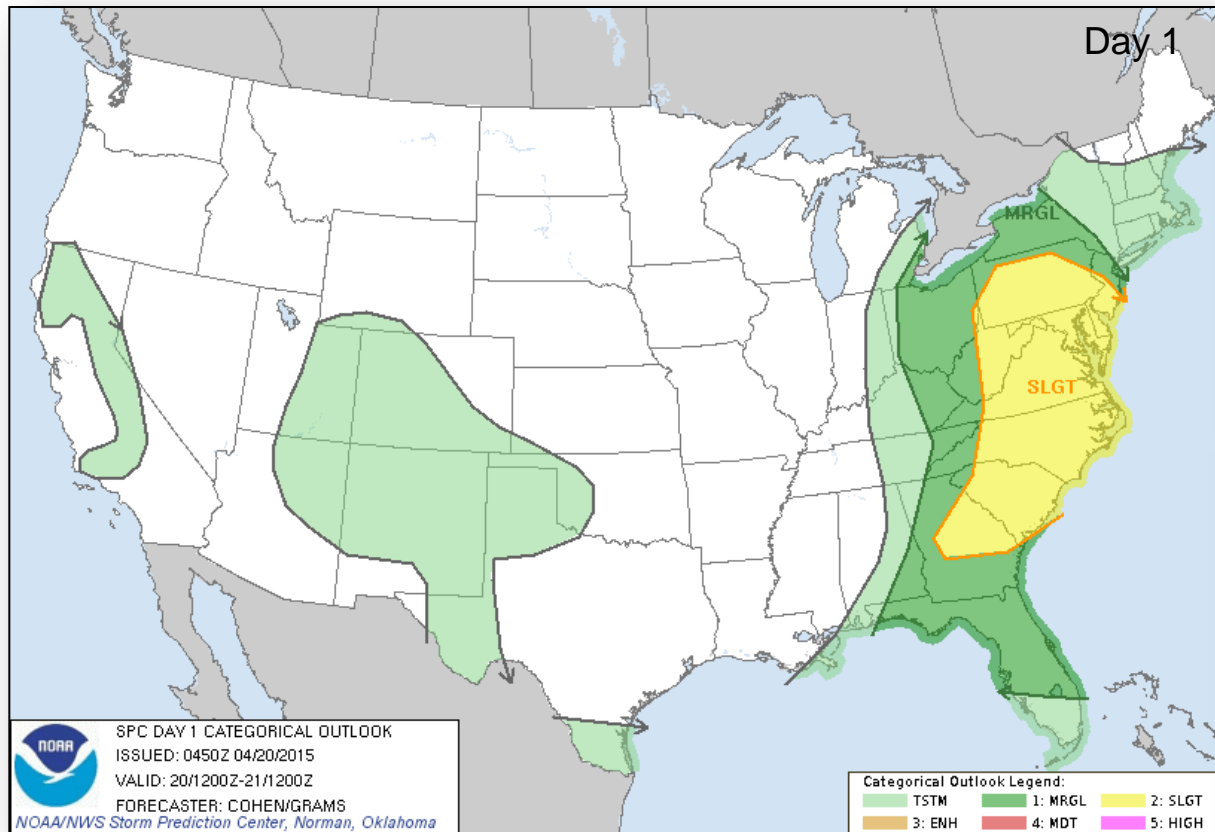 Day 1
MRGL
SLGT
NOAA
SPC DAY 1 CATEGORICAL OUTLOOK
ISSUED: 0450Z 04/20/2015
VALID: 20/1200Z-21/1200Z
FORECASTER: COHEN/GRAMS
NOAA/NWS Storm Prediction Center, Norman, Oklahoma
Categorical Outlook Legend:
TSTM 1: MRGL 2: SLGT
3: ENH 4: MDT 5: HIGH